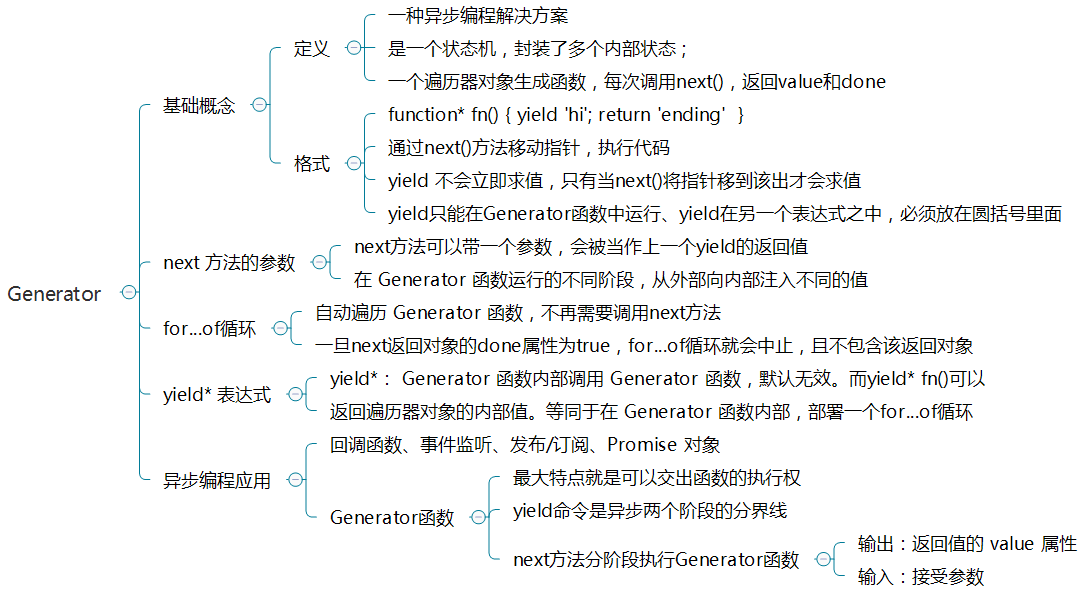 一种异步编程解决方案
定义
是一个状态机，封装了多个内部状态；
一个遍历器对象生成函数，每次调用next()，返回value和done
基础概念
function* fn() { yield 'hi'; return 'ending' }
通过next()方法移动指针，执行代码
格式
yield 不会立即求值，只有当next()将指针移到该出才会求值
yield只能在Generator函数中运行、yield在另一个表达式之中，必须放在圆括号里面
next方法可以带一个参数，会被当作上一个yield的返回值
next 方法的参数
在 Generator 函数运行的不同阶段，从外部向内部注入不同的值
Generator
自动遍历 Generator 函数，不再需要调用next方法
for...of循环
一旦next返回对象的done属性为true，for...of循环就会中止，且不包含该返回对象
yield*： Generator 函数内部调用 Generator 函数，默认无效。而yield* fn()可以
yield* 表达式
返回遍历器对象的内部值。等同于在 Generator 函数内部，部署一个for...of循环
回调函数、事件监听、发布/订阅、Promise 对象
异步编程应用
最大特点就是可以交出函数的执行权
Generator函数
yield命令是异步两个阶段的分界线
next方法分阶段执行Generator函数
输出：返回值的 value 属性
输入：接受参数